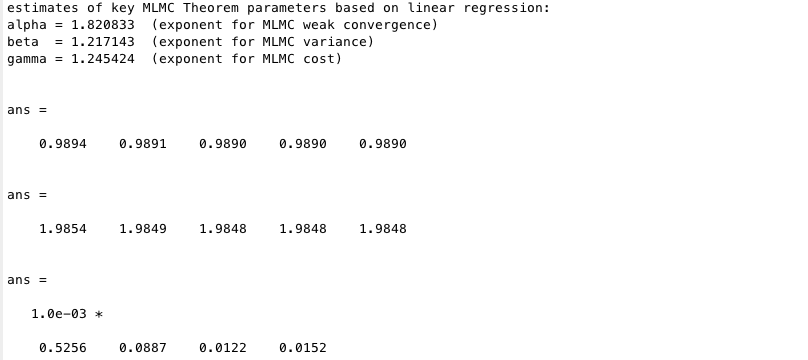 estimates of key MLMC Theorem parameters based on linear regression:
alpha = 1.820833  (exponent for MLMC weak convergence)
beta  = 1.217143  (exponent for MLMC variance)
gamma = 1.245424  (exponent for MLMC cost)
ans =
0.9894    0.9891    0.9890    0.9890    0.9890
ans =
1.9854    1.9849    1.9848    1.9848    1.9848
ans =
1.0e-03 *
0.5256    0.0887    0.0122    0.0152